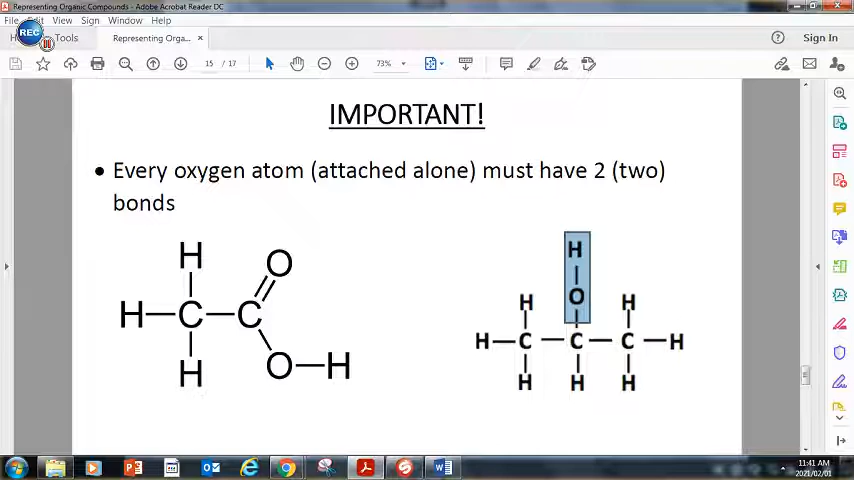 Representing Organic Compounds - Adobe Acrobat Reader DC
File Edit View Sign Window Help
REC
Tools
Representing Orga... ×
Sign In
15 / 17
73%
IMPORTANT!
• Every oxygen atom (attached alone) must have 2 (two)
bonds
H
O
H C C
H
O H
H
O
H H
H C C C H
H H H
11:41 AM
2021/02/01